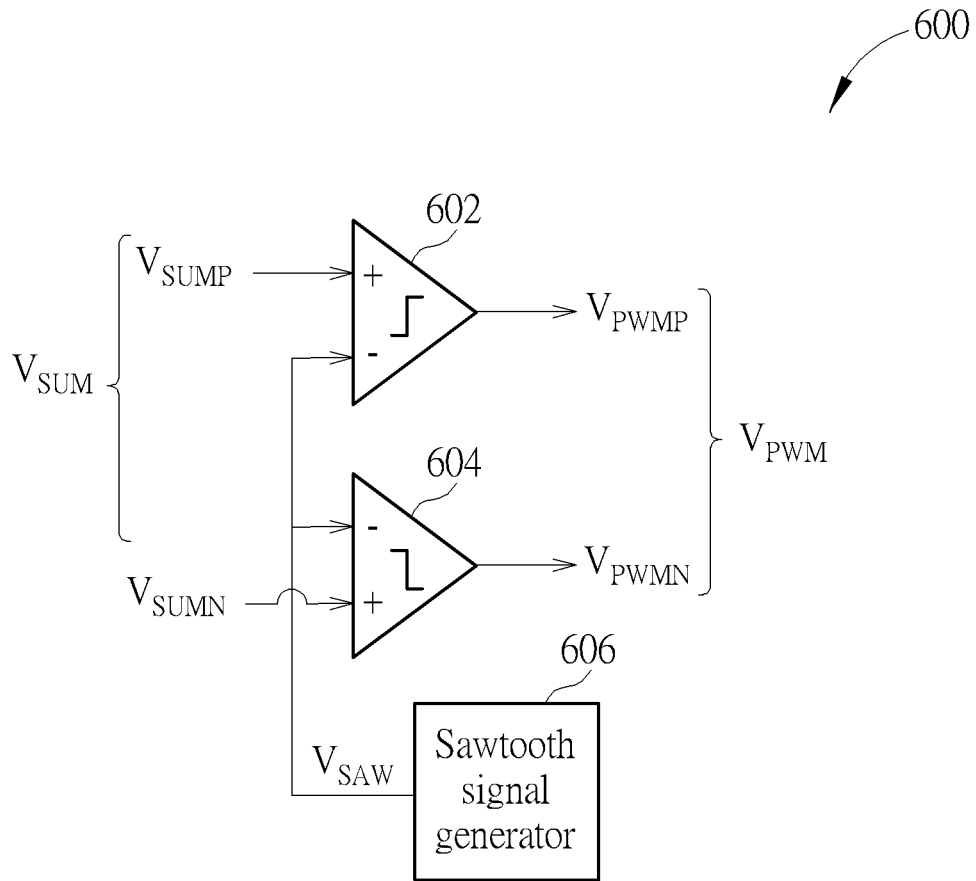 600
602
V_SUMP
+
-
V_PWMP
V_SUM
V_PWM
604
-
+
V_SUMN
V_PWMN
606
V_SAW
Sawtooth
signal
generator